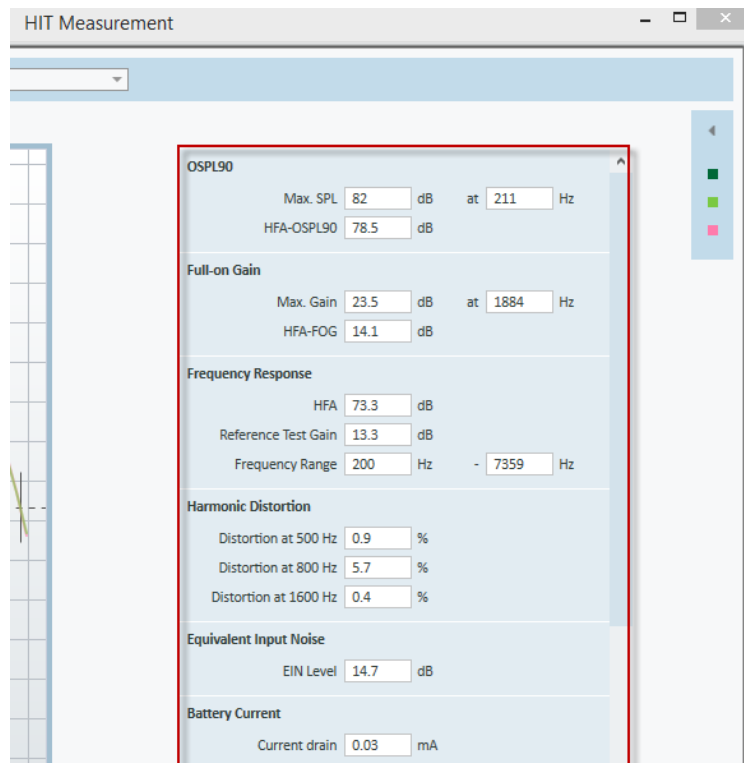 HIT Measurement
OSPL90
Max. SPL 82 dB at 211 Hz
HFA-OSPL90 78.5 dB
Full-on Gain
Max. Gain 23.5 dB at 1884 Hz
HFA-FOG 14.1 dB
Frequency Response
HFA 73.3 dB
Reference Test Gain 13.3 dB
Frequency Range 200 Hz - 7359 Hz
Harmonic Distortion
Distortion at 500 Hz 0.9 %
Distortion at 800 Hz 5.7 %
Distortion at 1600 Hz 0.4 %
Equivalent Input Noise
EIN Level 14.7 dB
Battery Current
Current drain 0.03 mA